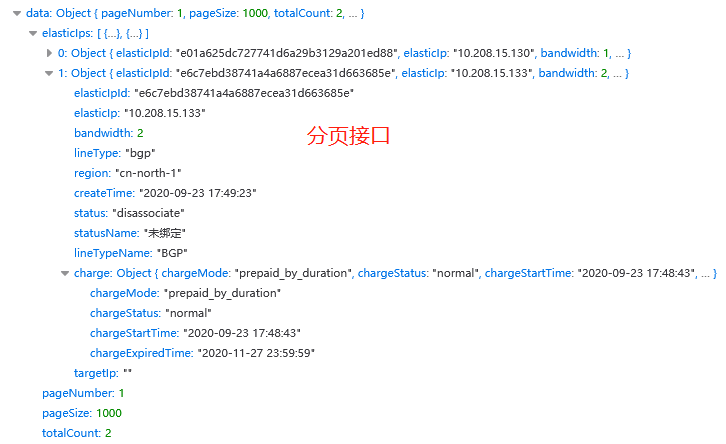 data: Object { pageNumber: 1, pageSize: 1000, totalCount: 2, … }
elasticIps: [ {…}, {…} ]
0: Object { elasticIpId: "e01a625dc727741d6a29b3129a201ed88", elasticIp: "10.208.15.130", bandwidth: 1, … }
1: Object { elasticIpId: "e6c7ebd38741a4a6887ecea31d663685e", elasticIp: "10.208.15.133", bandwidth: 2, … }
elasticIpId: "e6c7ebd38741a4a6887ecea31d663685e"
elasticIp: "10.208.15.133"
bandwidth: 2
分页接口
lineType: "bgp"
region: "cn-north-1"
createTime: "2020-09-23 17:49:23"
status: "disassociate"
statusName: "未绑定"
lineTypeName: "BGP"
charge: Object { chargeMode: "prepaid_by_duration", chargeStatus: "normal", chargeStartTime: "2020-09-23 17:48:43", … }
chargeMode: "prepaid_by_duration"
chargeStatus: "normal"
chargeStartTime: "2020-09-23 17:48:43"
chargeExpiredTime: "2020-11-27 23:59:59"
targetIp: ""
pageNumber: 1
pageSize: 1000
totalCount: 2